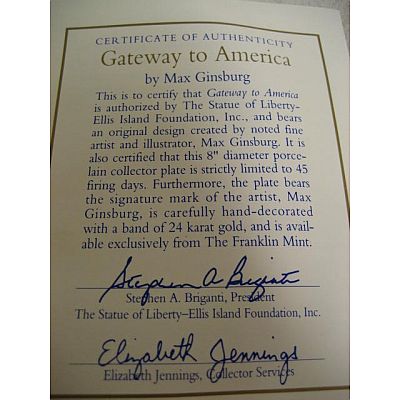 CERTIFICATE OF AUTHENTICITY
Gateway to America
by Max Ginsburg
This is to certify that Gateway to America
is authorized by The Statue of Liberty-
Ellis Island Foundation, Inc., and bears
an original design created by noted fine
artist and illustrator, Max Ginsburg. It is
also certified that this 8" diameter porce-
lain collector plate is strictly limited to 45
firing days. Furthermore, the plate bears
the signature mark of the artist, Max
Ginsburg, is carefully hand-decorated
with a band of 24 karat gold, and is avail-
able exclusively from The Franklin Mint.
Stephen A Briganti
Stephen A. Briganti, President
The Statue of Liberty–Ellis Island Foundation, Inc.
Elizabeth Jennings
Elizabeth Jennings, Collector Services